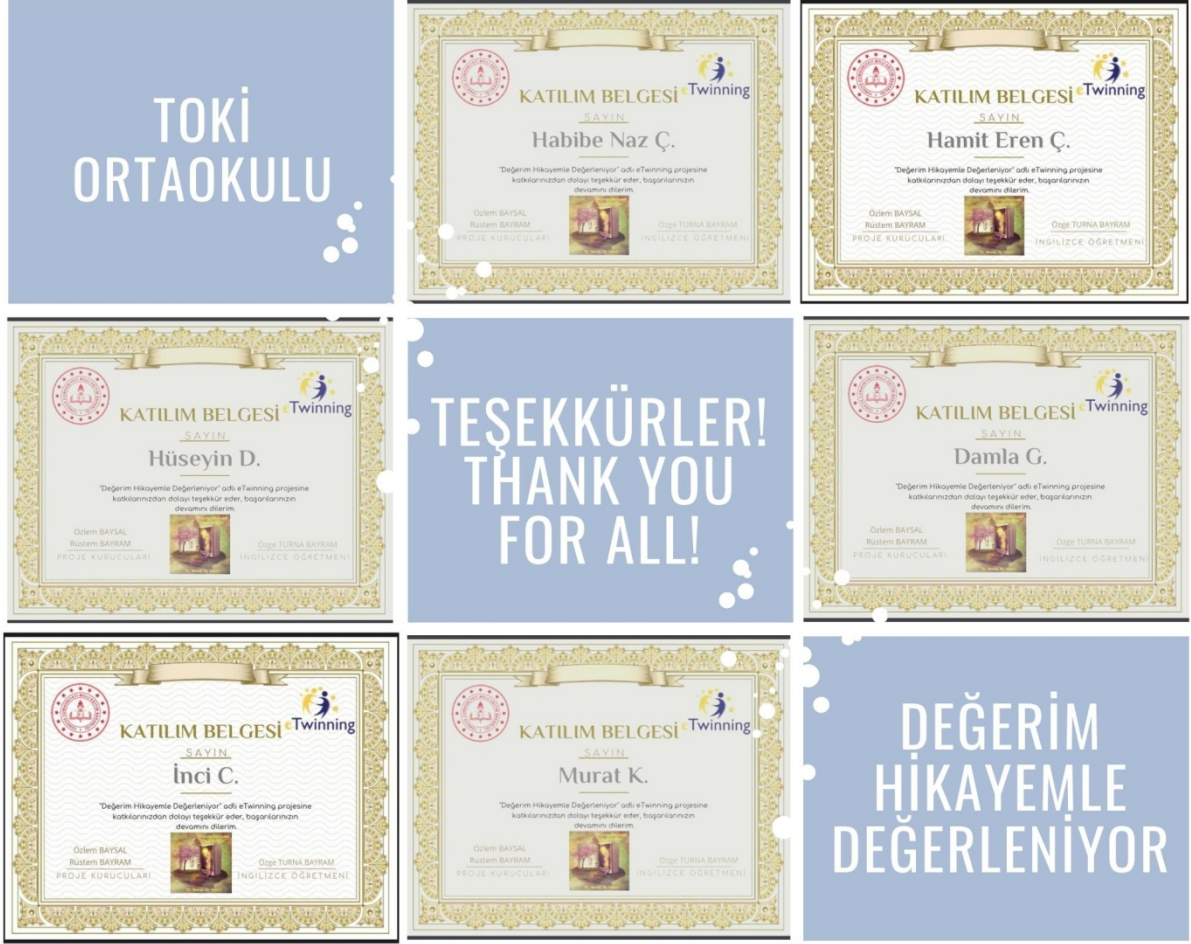 TOKİ
ORTAOKULU
KATILIM BELGESİ
eTwinning
SAYIN
Habibe Naz Ç.
"Değerim Hikayemle Değerleniyor" adlı eTwinning projesine
katkılarınızdan dolayı teşekkür eder, başarılarınızın
devamını dilerim.
Özlem BAYSAL
Rüstem BAYRAM
PROJE KURUCULARI
Özge TURNA BAYRAM
İNGİLİZCE ÖĞRETMENİ
KATILIM BELGESİ
eTwinning
SAYIN
Hamit Eren Ç.
"Değerim Hikayemle Değerleniyor" adlı eTwinning projesine
katkılarınızdan dolayı teşekkür eder, başarılarınızın
devamını dilerim.
Özlem BAYSAL
Rüstem BAYRAM
PROJE KURUCULARI
Özge TURNA BAYRAM
İNGİLİZCE ÖĞRETMENİ
KATILIM BELGESİ
eTwinning
SAYIN
Hüseyin D.
"Değerim Hikayemle Değerleniyor" adlı eTwinning projesine
katkılarınızdan dolayı teşekkür eder, başarılarınızın
devamını dilerim.
Özlem BAYSAL
Rüstem BAYRAM
PROJE KURUCULARI
Özge TURNA BAYRAM
İNGİLİZCE ÖĞRETMENİ
TEŞEKKÜRLER!
THANK YOU
FOR ALL!
KATILIM BELGESİ
eTwinning
SAYIN
Damla G.
"Değerim Hikayemle Değerleniyor" adlı eTwinning projesine
katkılarınızdan dolayı teşekkür eder, başarılarınızın
devamını dilerim.
Özlem BAYSAL
Rüstem BAYRAM
PROJE KURUCULARI
Özge TURNA BAYRAM
İNGİLİZCE ÖĞRETMENİ
KATILIM BELGESİ
eTwinning
SAYIN
İnci C.
"Değerim Hikayemle Değerleniyor" adlı eTwinning projesine
katkılarınızdan dolayı teşekkür eder, başarılarınızın
devamını dilerim.
Özlem BAYSAL
Rüstem BAYRAM
PROJE KURUCULARI
Özge TURNA BAYRAM
İNGİLİZCE ÖĞRETMENİ
KATILIM BELGESİ
eTwinning
SAYIN
Murat K.
"Değerim Hikayemle Değerleniyor" adlı eTwinning projesine
katkılarınızdan dolayı teşekkür eder, başarılarınızın
devamını dilerim.
Özlem BAYSAL
Rüstem BAYRAM
PROJE KURUCULARI
Özge TURNA BAYRAM
İNGİLİZCE ÖĞRETMENİ
DEĞERİM
HİKAYEMLE
DEĞERLENİYOR